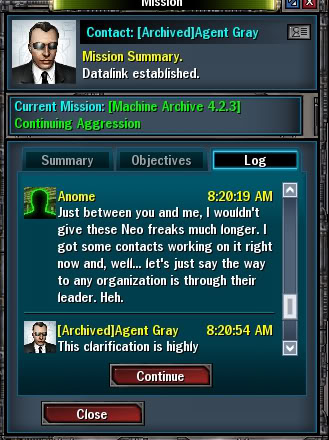 Mission
Contact: [Archived]Agent Gray
Mission Summary.
Datalink established.
Current Mission: [Machine Archive 4.2.3]
Continuing Aggression
Summary
Objectives
Log
Anome
8:20:19 AM
Just between you and me, I wouldn't
give these Neo freaks much longer. I
got some contacts working on it right
now and, well... let's just say the way
to any organization is through their
leader. Heh.
[Archived]Agent Gray
8:20:54 AM
This clarification is highly
Continue
Close